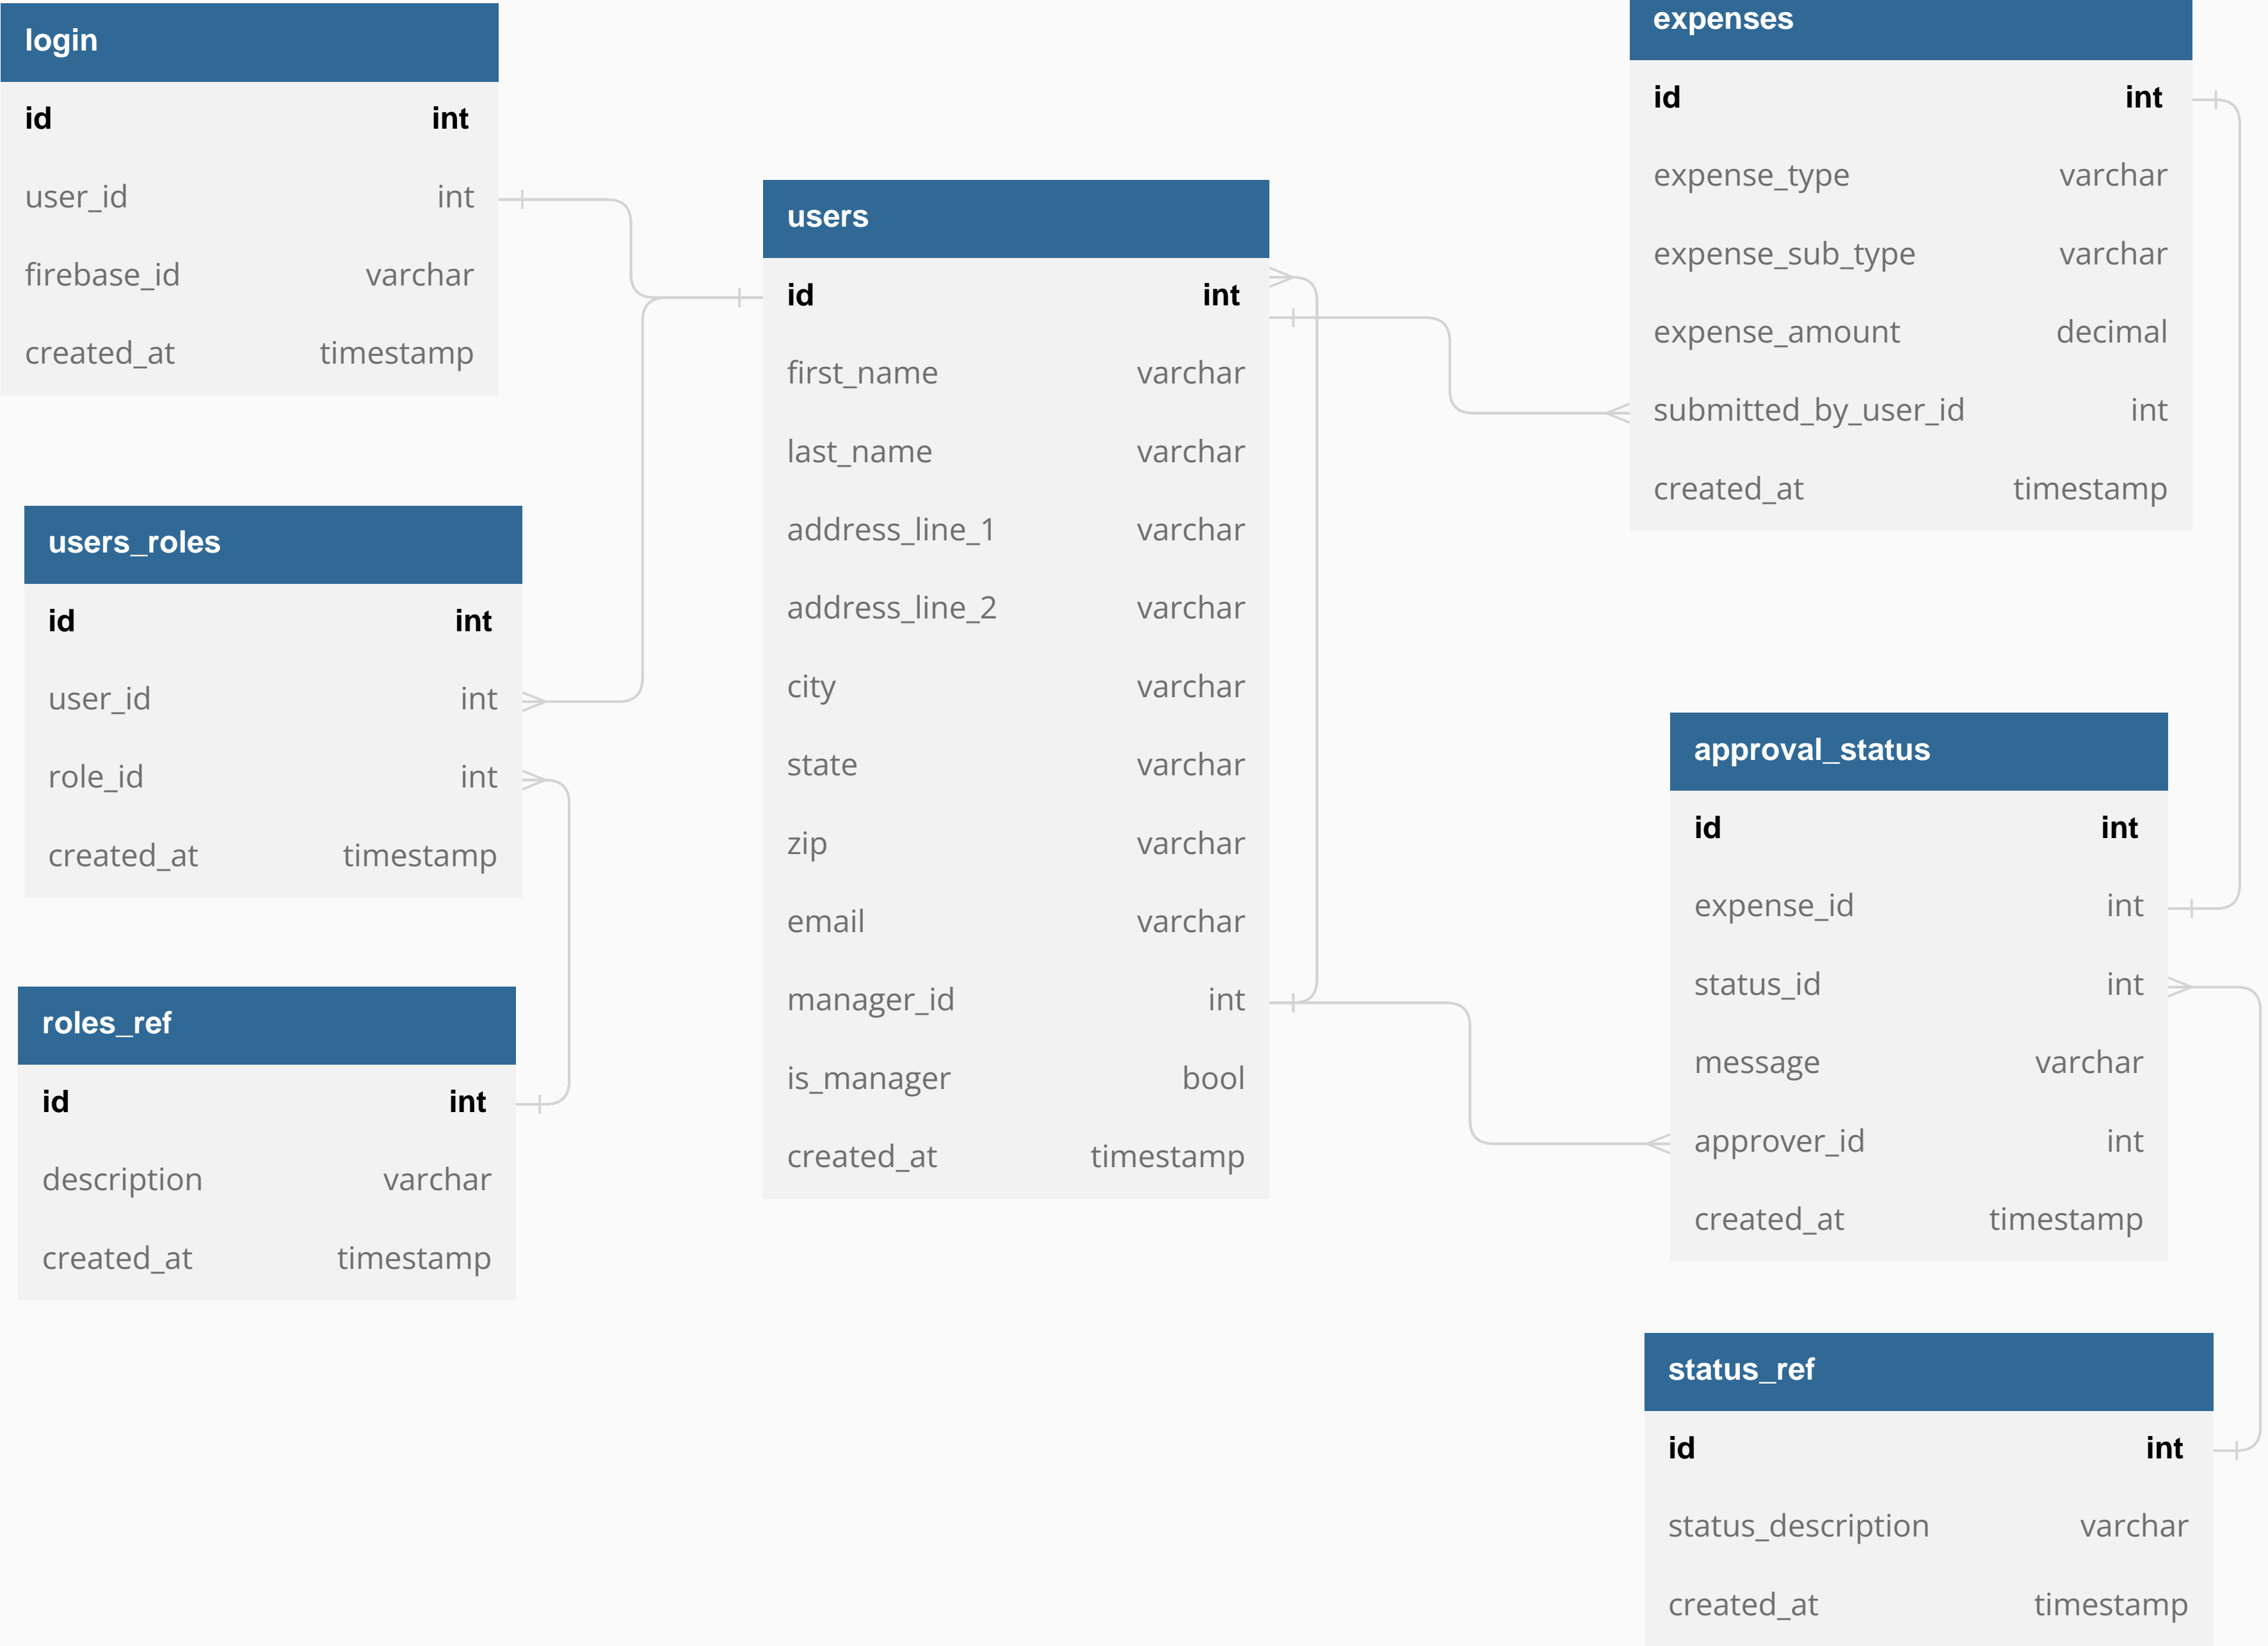 login
id int
user_id int
firebase_id varchar
created_at timestamp
users_roles
id int
user_id int
role_id int
created_at timestamp
roles_ref
id int
description varchar
created_at timestamp
users
id int
first_name varchar
last_name varchar
address_line_1 varchar
address_line_2 varchar
city varchar
state varchar
zip varchar
email varchar
manager_id int
is_manager bool
created_at timestamp
expenses
id int
expense_type varchar
expense_sub_type varchar
expense_amount decimal
submitted_by_user_id int
created_at timestamp
approval_status
id int
expense_id int
status_id int
message varchar
approver_id int
created_at timestamp
status_ref
id int
status_description varchar
created_at timestamp